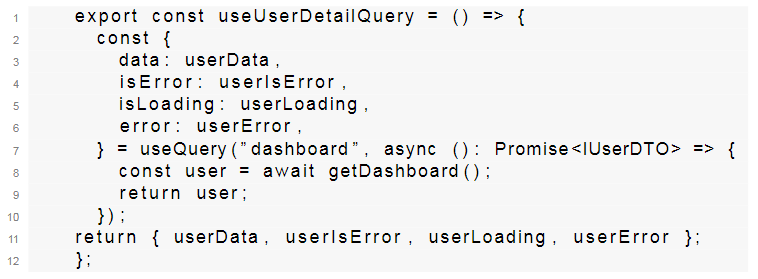 1 export const useUserDetailQuery = () => {
2 const {
3 data: userData,
4 isError: userIsError,
5 isLoading: userLoading,
6 error: userError,
7 } = useQuery("dashboard", async (): Promise<IUserDTO> => {
8 const user = await getDashboard();
9 return user;
10 });
11 return { userData, userIsError, userLoading, userError };
12 };